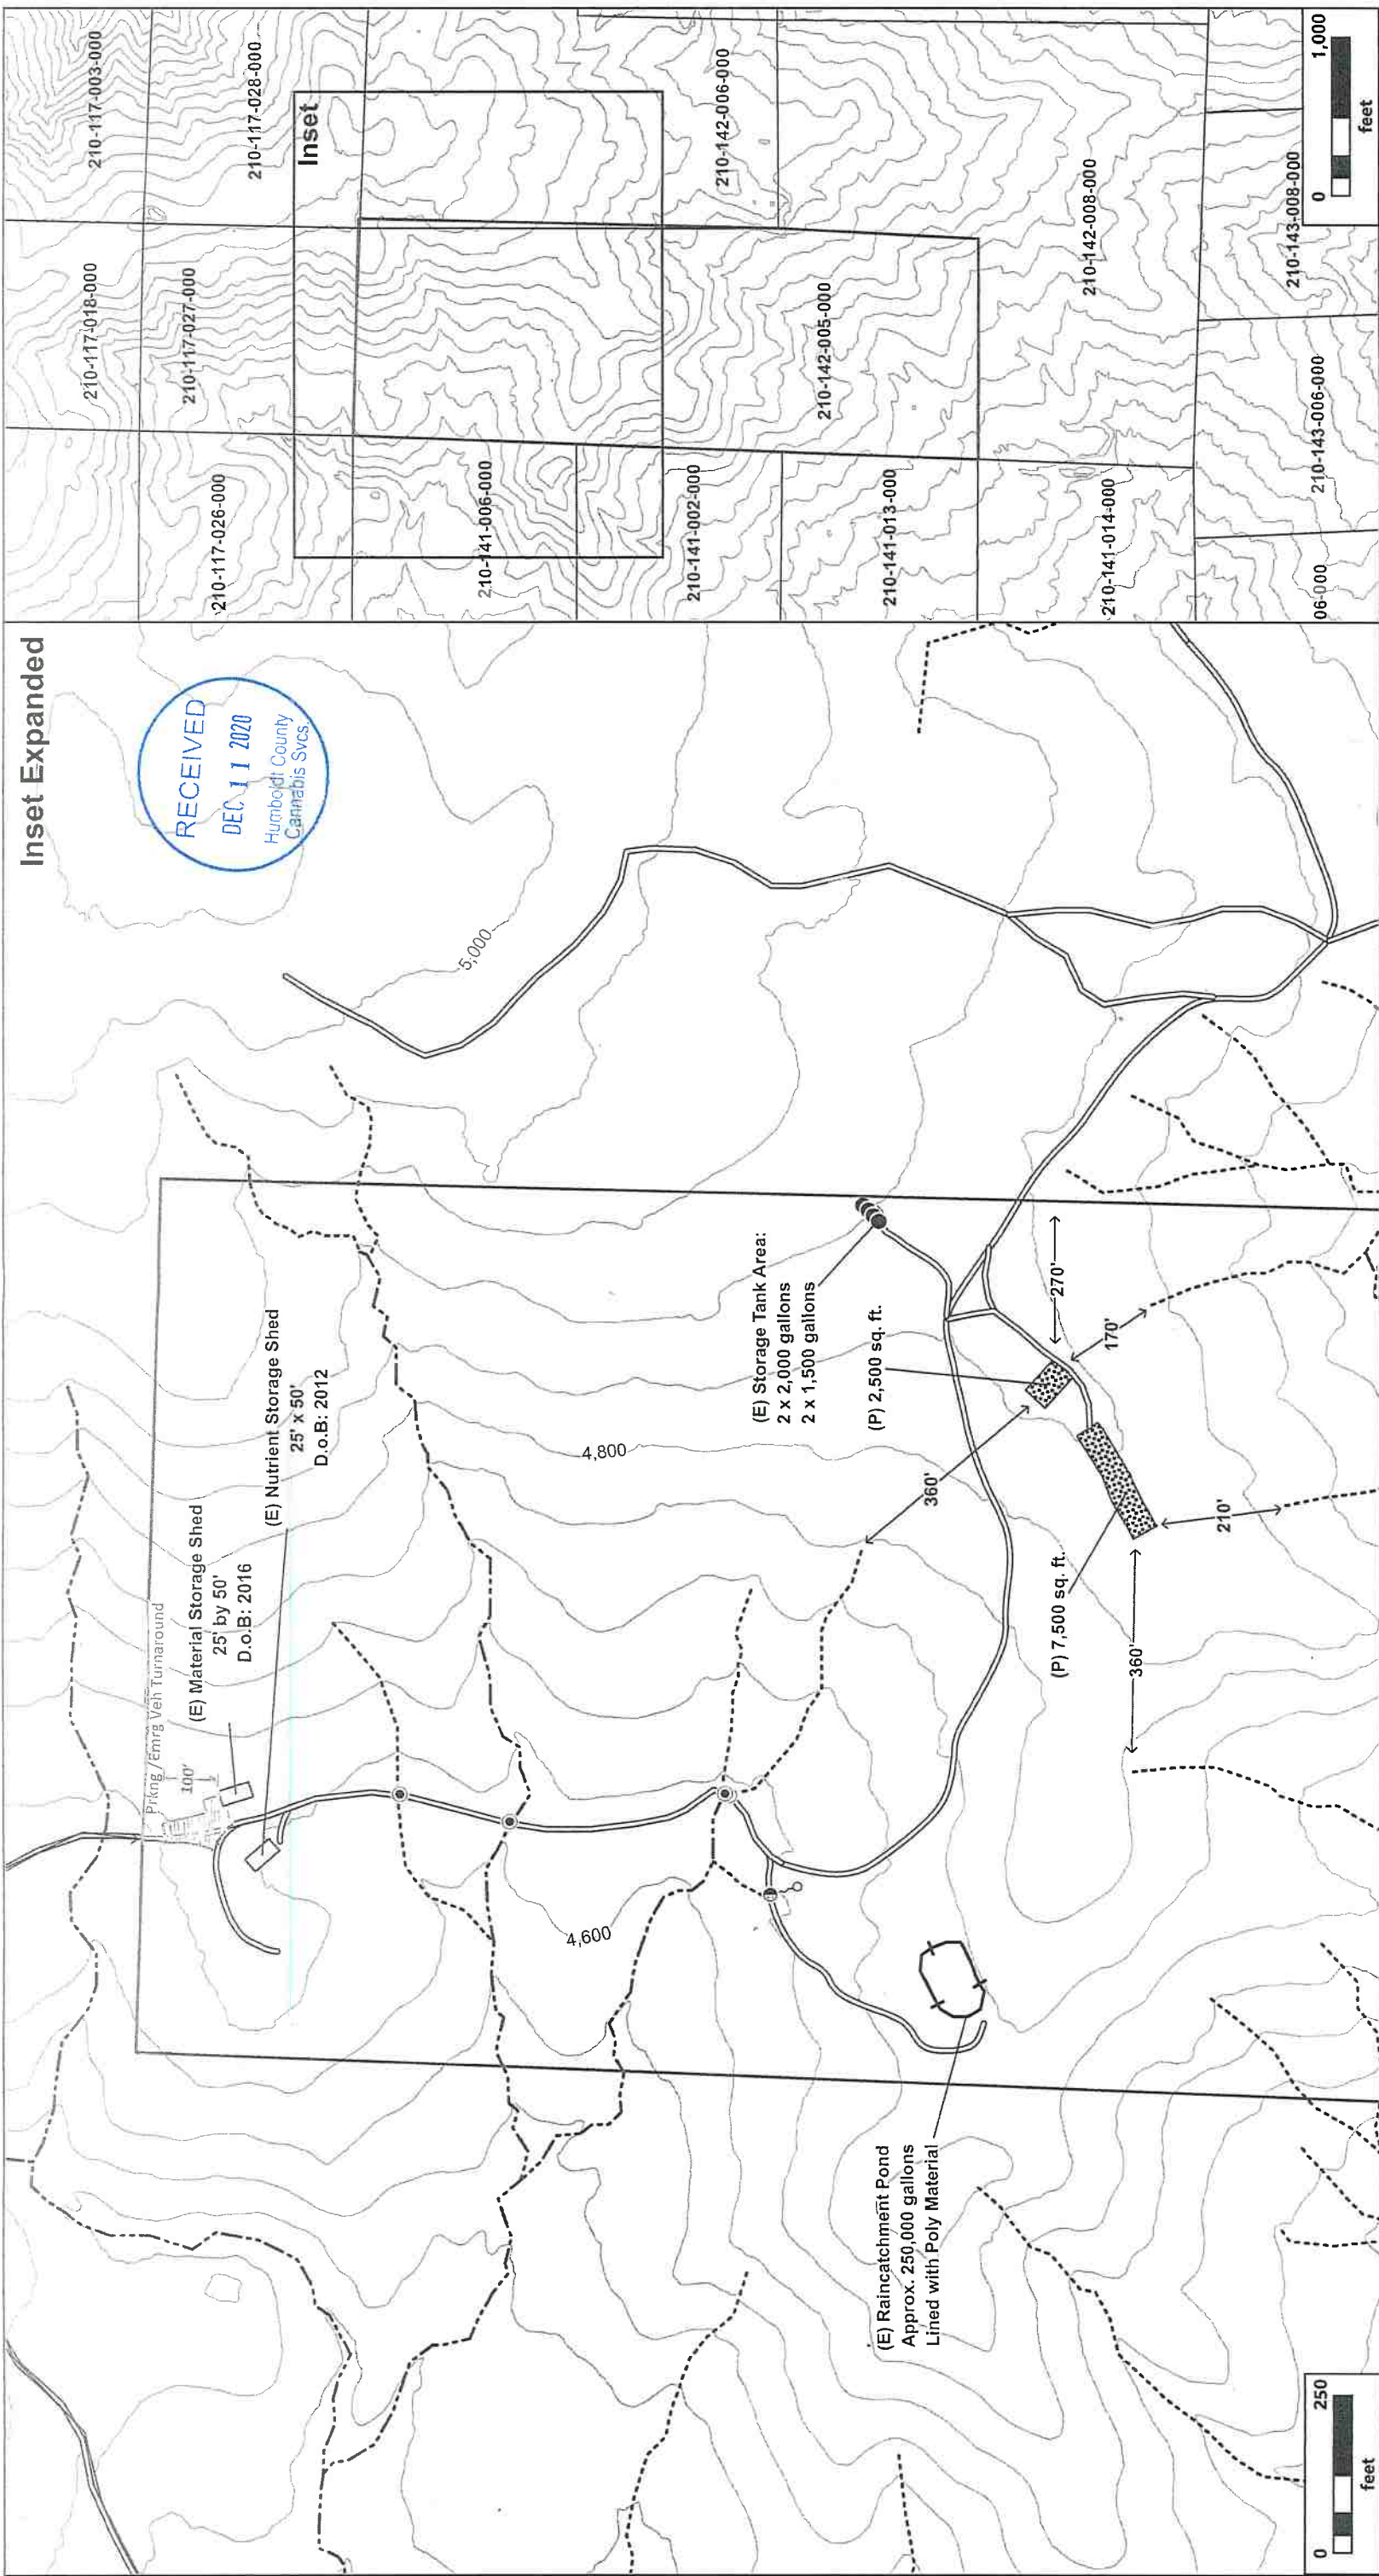 Inset Expanded
RECEIVED
DEC 11 2020
Humboldt County
Cannabis Svcs.
5,000
Prkng / Emrg Veh Turnaround
100'
(E) Material Storage Shed
25' by 50'
D.o.B: 2016
(E) Nutrient Storage Shed
25' x 50'
D.o.B: 2012
4,800
4,600
(E) Storage Tank Area:
2 x 2,000 gallons
2 x 1,500 gallons
(P) 2,500 sq. ft.
270'
170'
360'
210'
(P) 7,500 sq. ft.
360'
(E) Raincatchment Pond
Approx. 250,000 gallons
Lined with Poly Material
0 250
feet
210-117-003-000
210-117-018-000
210-117-028-000
210-117-027-000
210-117-026-000
Inset
210-141-006-000
210-142-006-000
210-141-002-000
210-142-005-000
210-141-013-000
210-142-008-000
210-141-014-000
210-143-008-000
210-143-006-000
06-000
0 1,000
feet